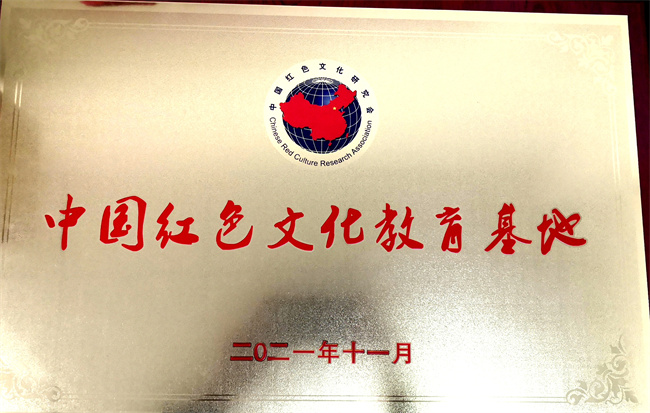 中国红色文化研究会
Chinese Red Culture Research Association
中国红色文化教育基地
二〇二一年十一月